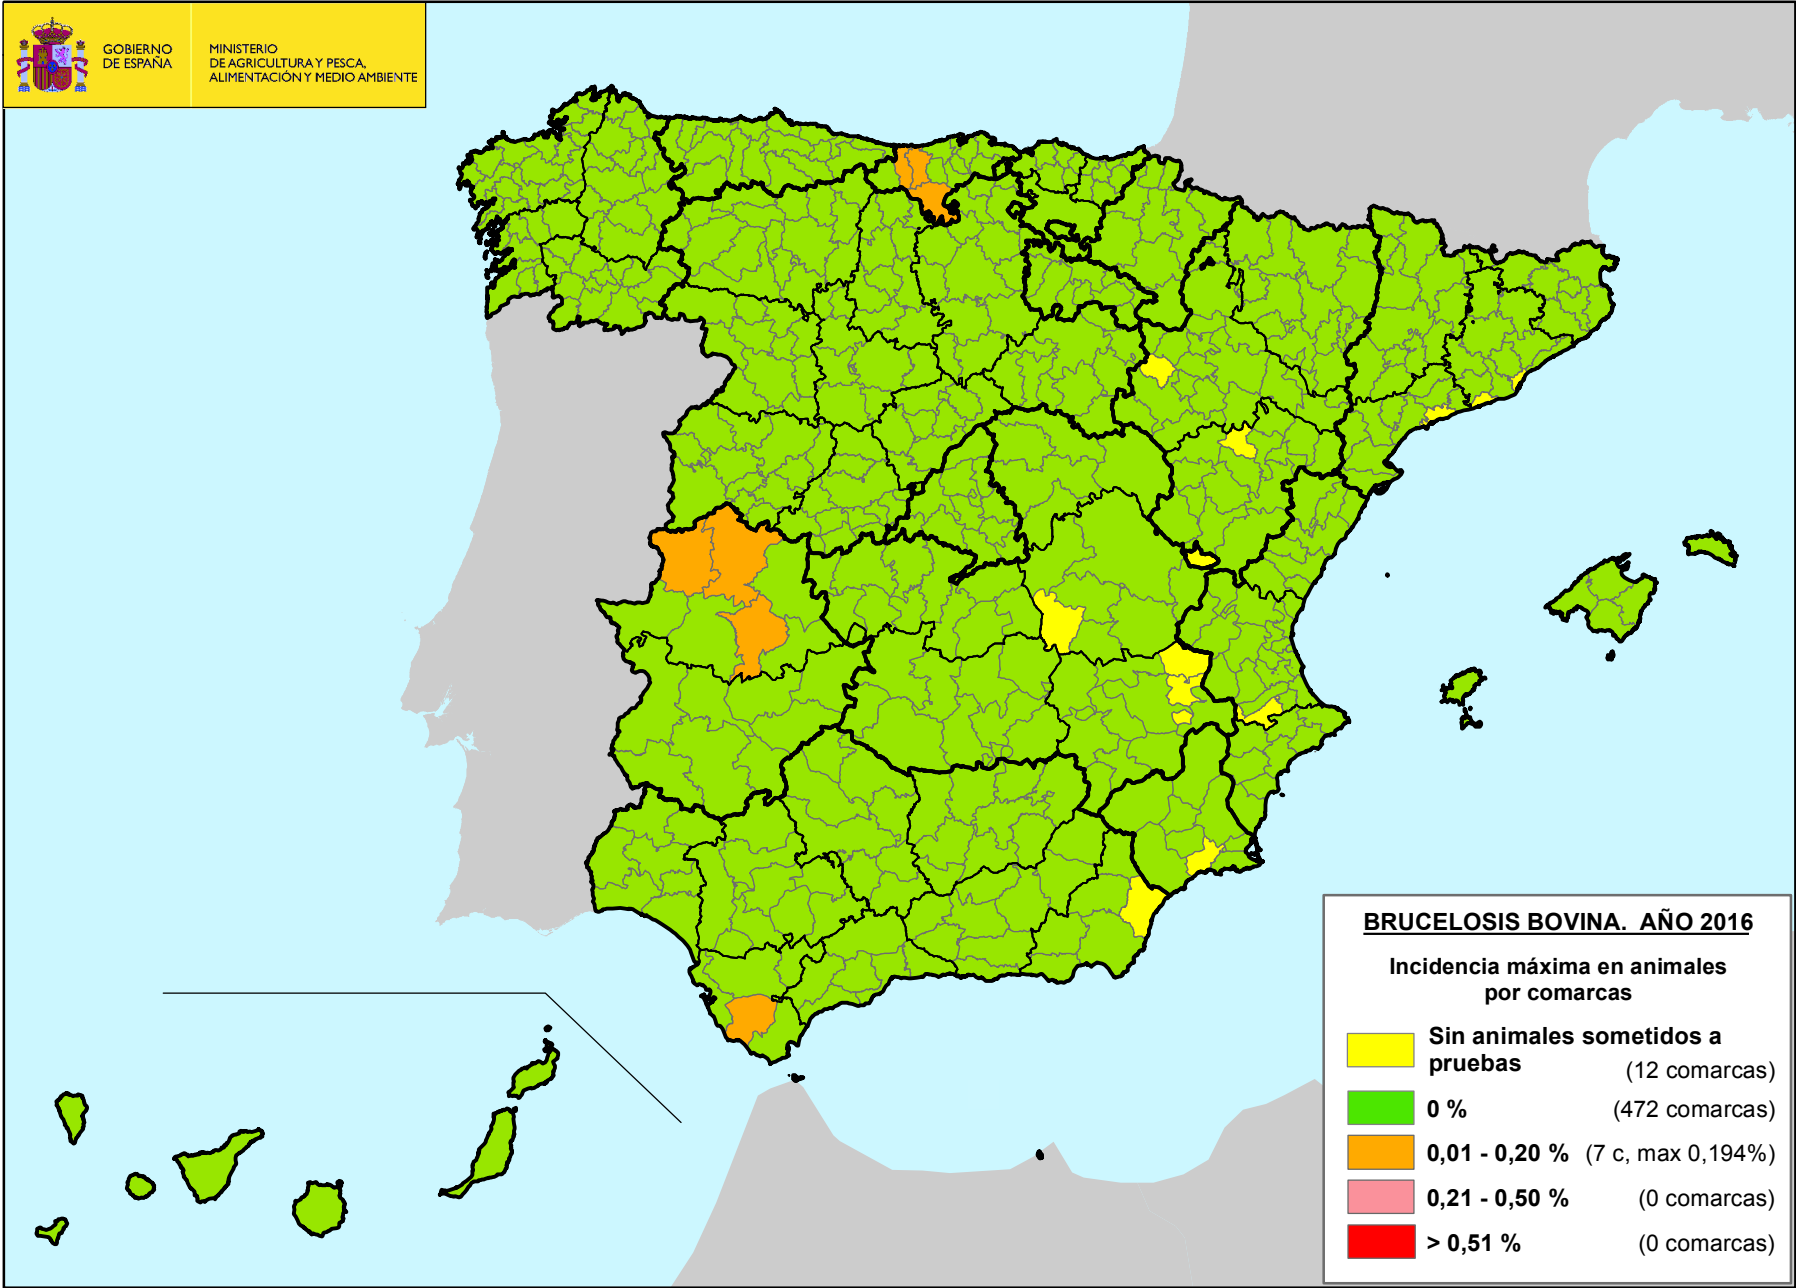 GOBIERNO
DE ESPAÑA
MINISTERIO
DE AGRICULTURA Y PESCA,
ALIMENTACIÓN Y MEDIO AMBIENTE
BRUCELOSIS BOVINA. AÑO 2016
Incidencia máxima en animales
por comarcas
Sin animales sometidos a
pruebas (12 comarcas)
0 % (472 comarcas)
0,01 - 0,20 % (7 c, max 0,194%)
0,21 - 0,50 % (0 comarcas)
> 0,51 % (0 comarcas)